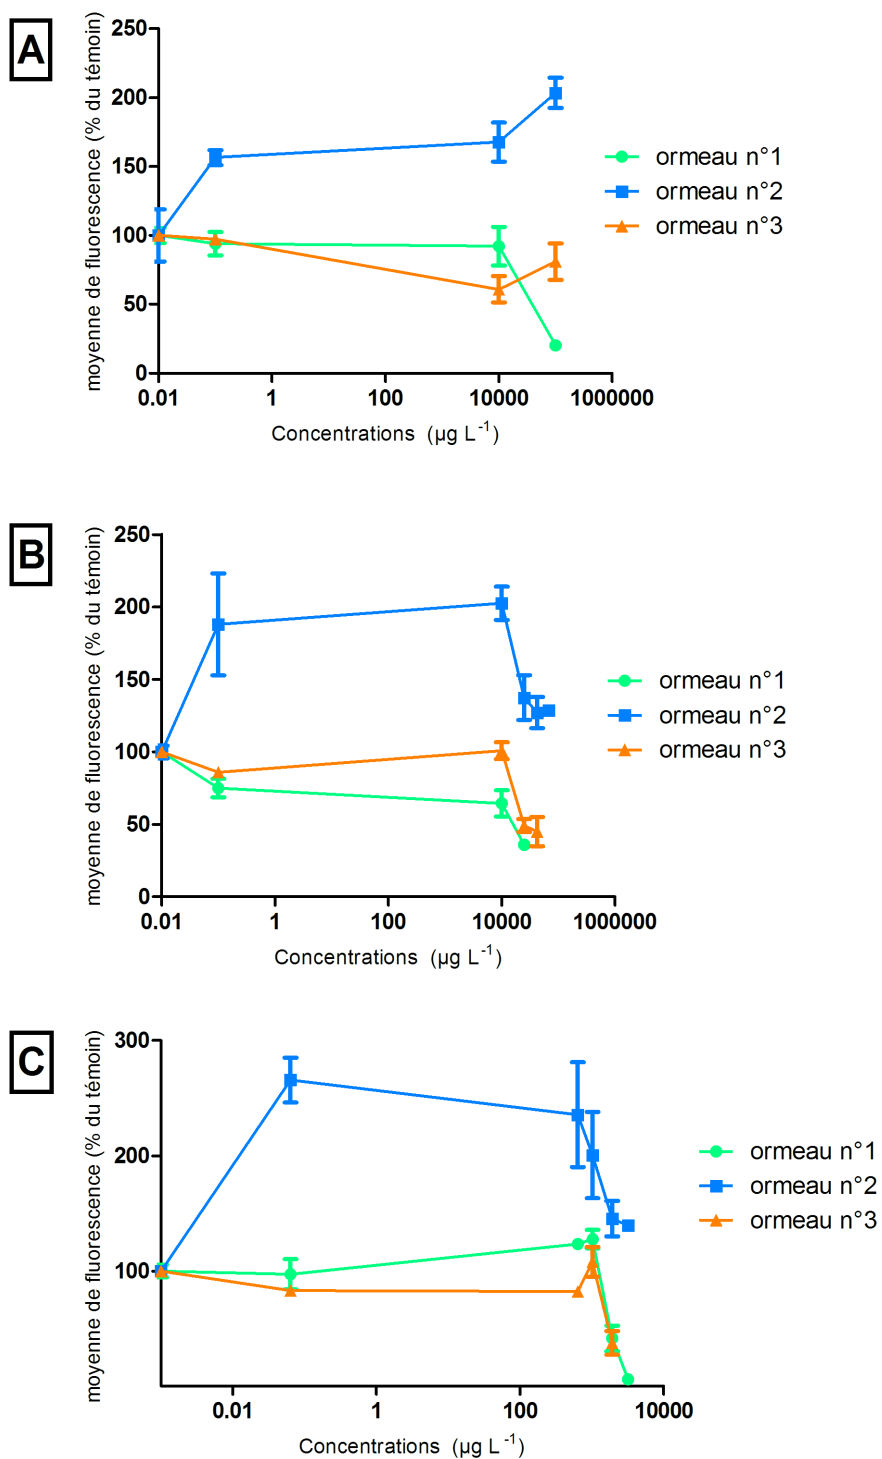 A
moyenne de fluorescence (% du témoin)
250
200
150
100
50
0
0.01 1 100 10000 1000000
Concentrations (µg L-1)
ormeau n°1
ormeau n°2
ormeau n°3
B
moyenne de fluorescence (% du témoin)
250
200
150
100
50
0
0.01 1 100 10000 1000000
Concentrations (µg L-1)
ormeau n°1
ormeau n°2
ormeau n°3
C
moyenne de fluorescence (% du témoin)
300
200
100
0.01 1 100 10000
Concentrations (µg L-1)
ormeau n°1
ormeau n°2
ormeau n°3